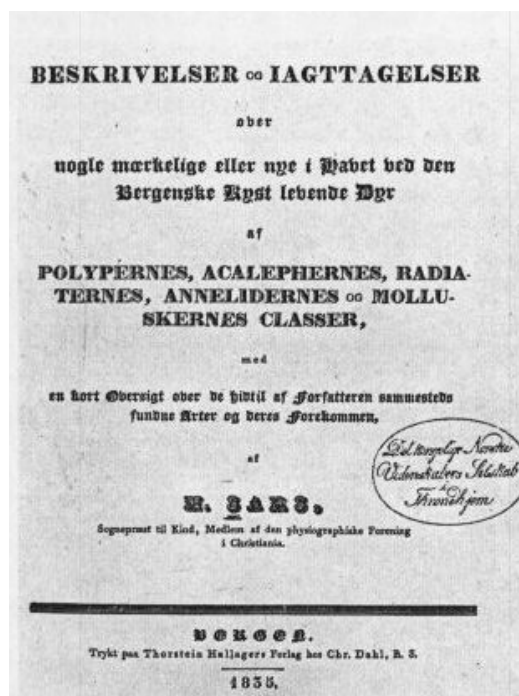 BESKRIVELSER OG IAGTTAGELSER
over
nogle mærkelige eller nye i Havet ved den
Bergenske Kyst levende Dyr
af
POLYPERNES, ACALEPHERNES, RADIA-
TERNES, ANNELIDERNES OG MOLLU-
SKERNES CLASSER,
med
en kort Oversigt over de hidtil af Forfatteren sammesteds
fundne Arter og deres Forekommen,
af
M. SARS,
Sognepræst til Kind, Medlem af den physiographiske Forening
i Christiania.
Det kongelige Norske
Videnskabers Selskab
i
Throndhjem
BERGEN.
Trykt paa Thorstein Hallagers Forlag hos Chr. Dahl, R. S.
1835.